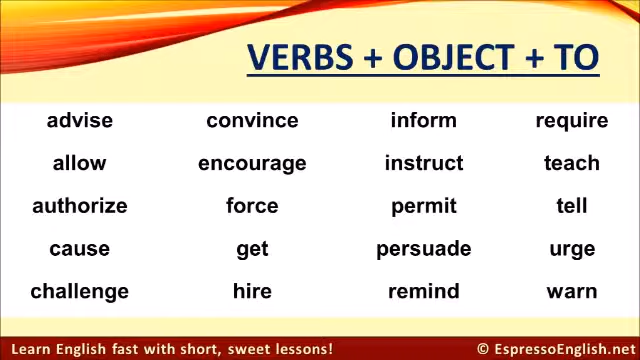 VERBS + OBJECT + TO
advise convince inform require
allow encourage instruct teach
authorize force permit tell
cause get persuade urge
challenge hire remind warn
Learn English fast with short, sweet lessons! © EspressoEnglish.net